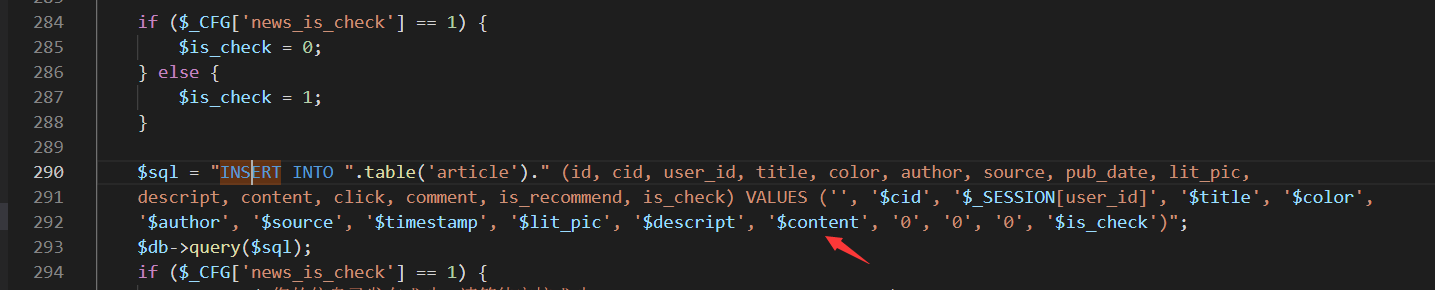 284 if ($_CFG['news_is_check'] == 1) {
285 $is_check = 0;
286 } else {
287 $is_check = 1;
288 }
289
290 $sql = "INSERT INTO ".table('article')." (id, cid, user_id, title, color, author, source, pub_date, lit_pic,
291 descript, content, click, comment, is_recommend, is_check) VALUES ('', '$cid', '$_SESSION[user_id]', '$title', '$color',
292 '$author', '$source', '$timestamp', '$lit_pic', '$descript', '$content', '0', '0', '0', '$is_check')";
293 $db->query($sql);
294 if ($_CFG['news_is_check'] == 1) {